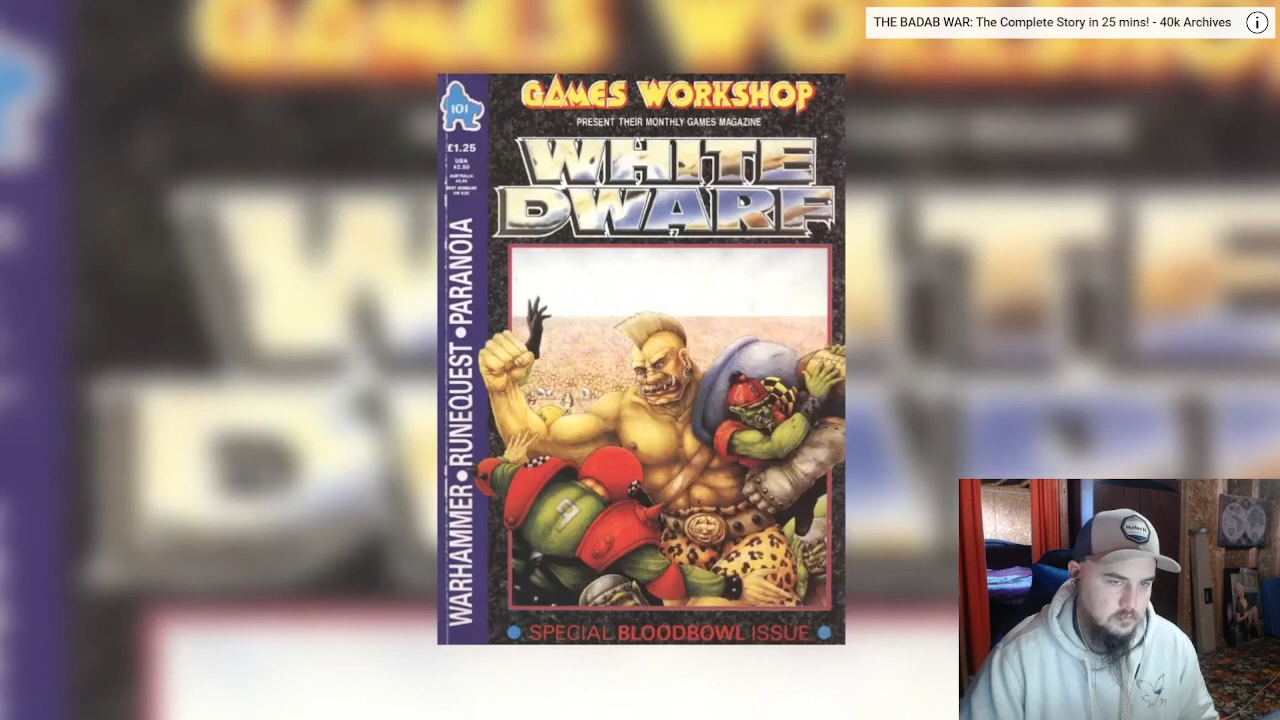 THE BADAB WAR: The Complete Story in 25 mins! - 40k Archives
GAMES WORKSHOP
PRESENT THEIR MONTHLY GAMES MAGAZINE
WHITE
DWARF
101
£1.25
USA
WARHAMMER • RUNEQUEST • PARANOIA
• SPECIAL BLOODBOWL ISSUE •